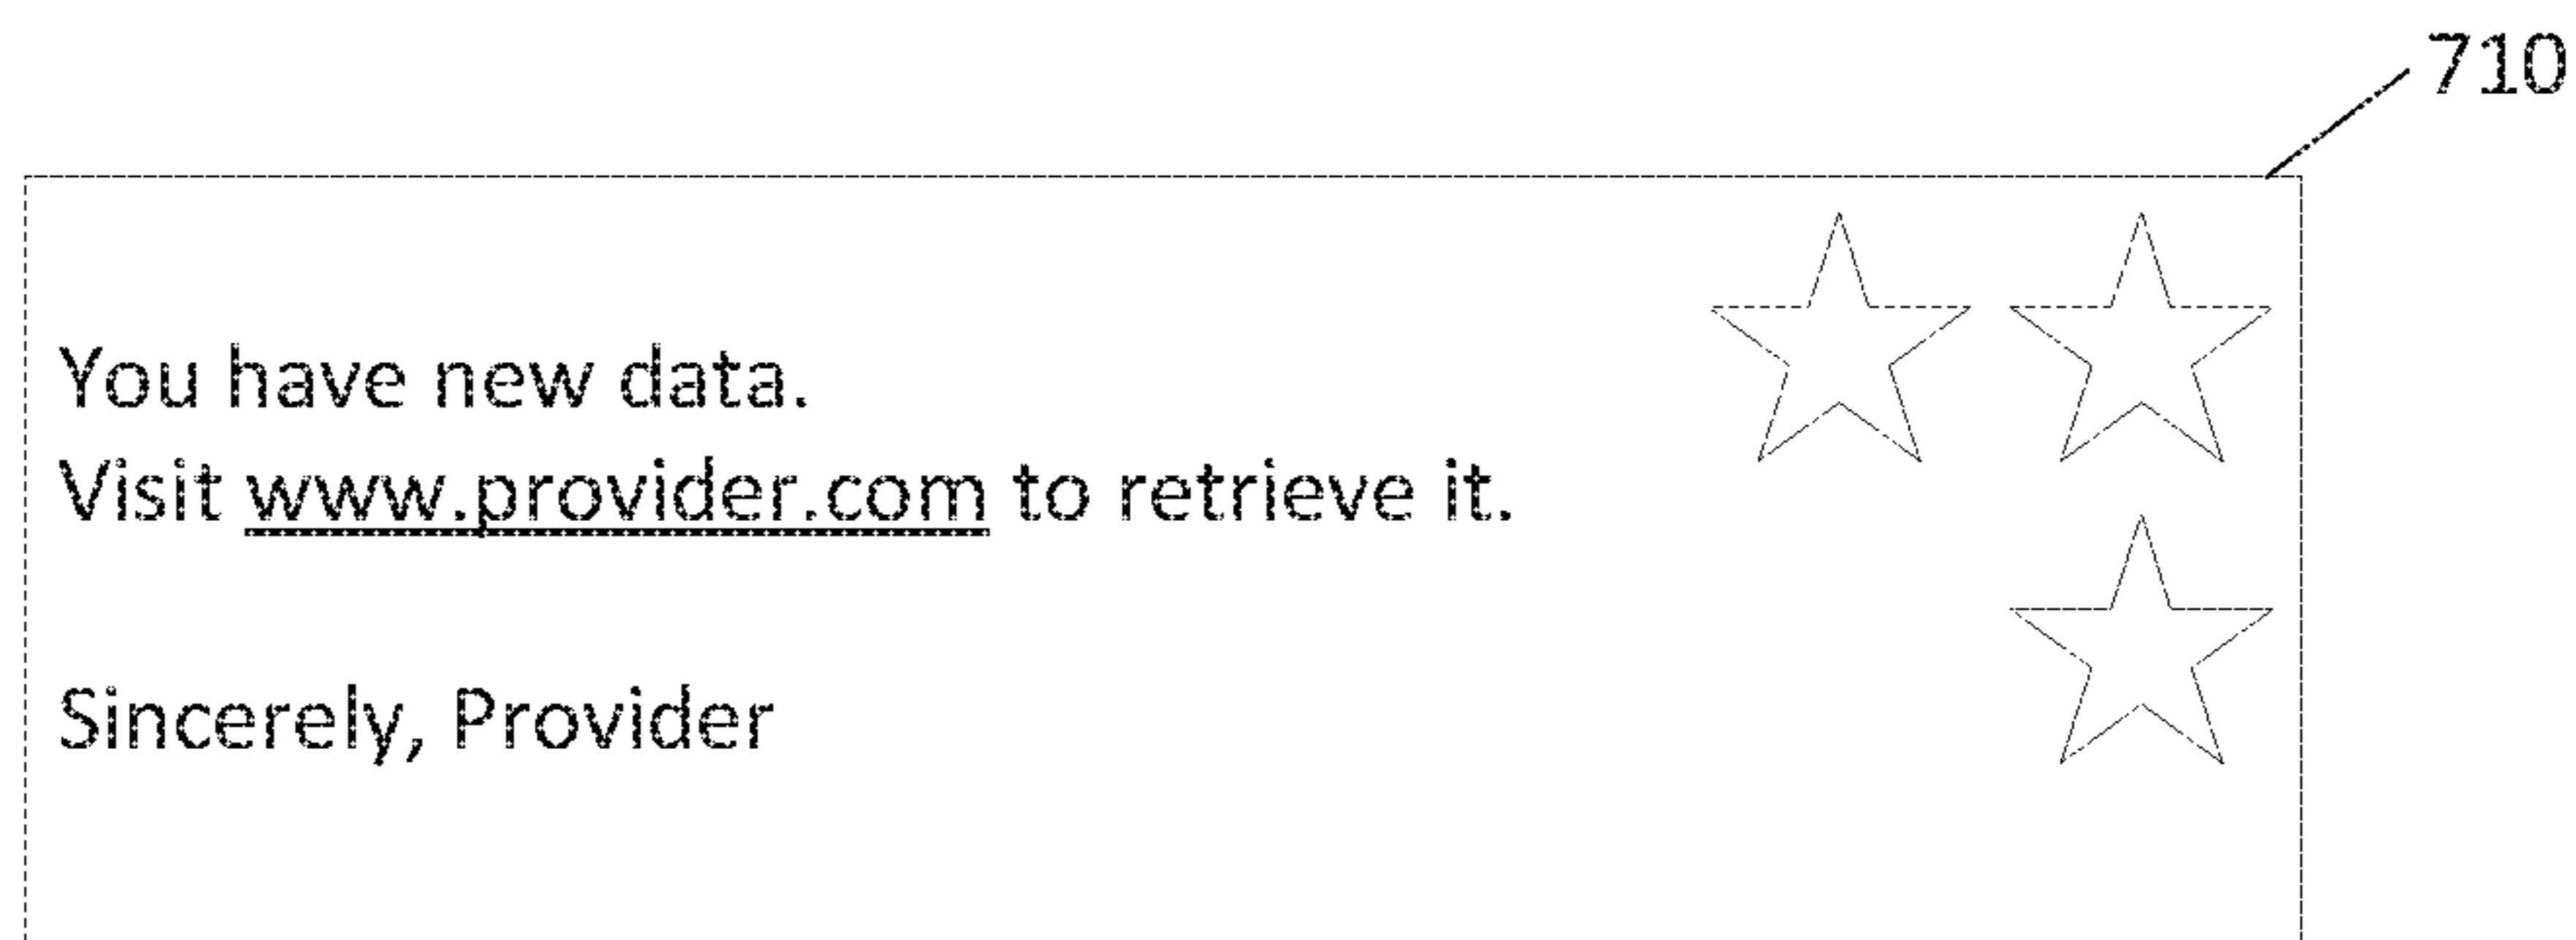 710
You have new data.
Visit www.provider.com to retrieve it.
Sincerely, Provider